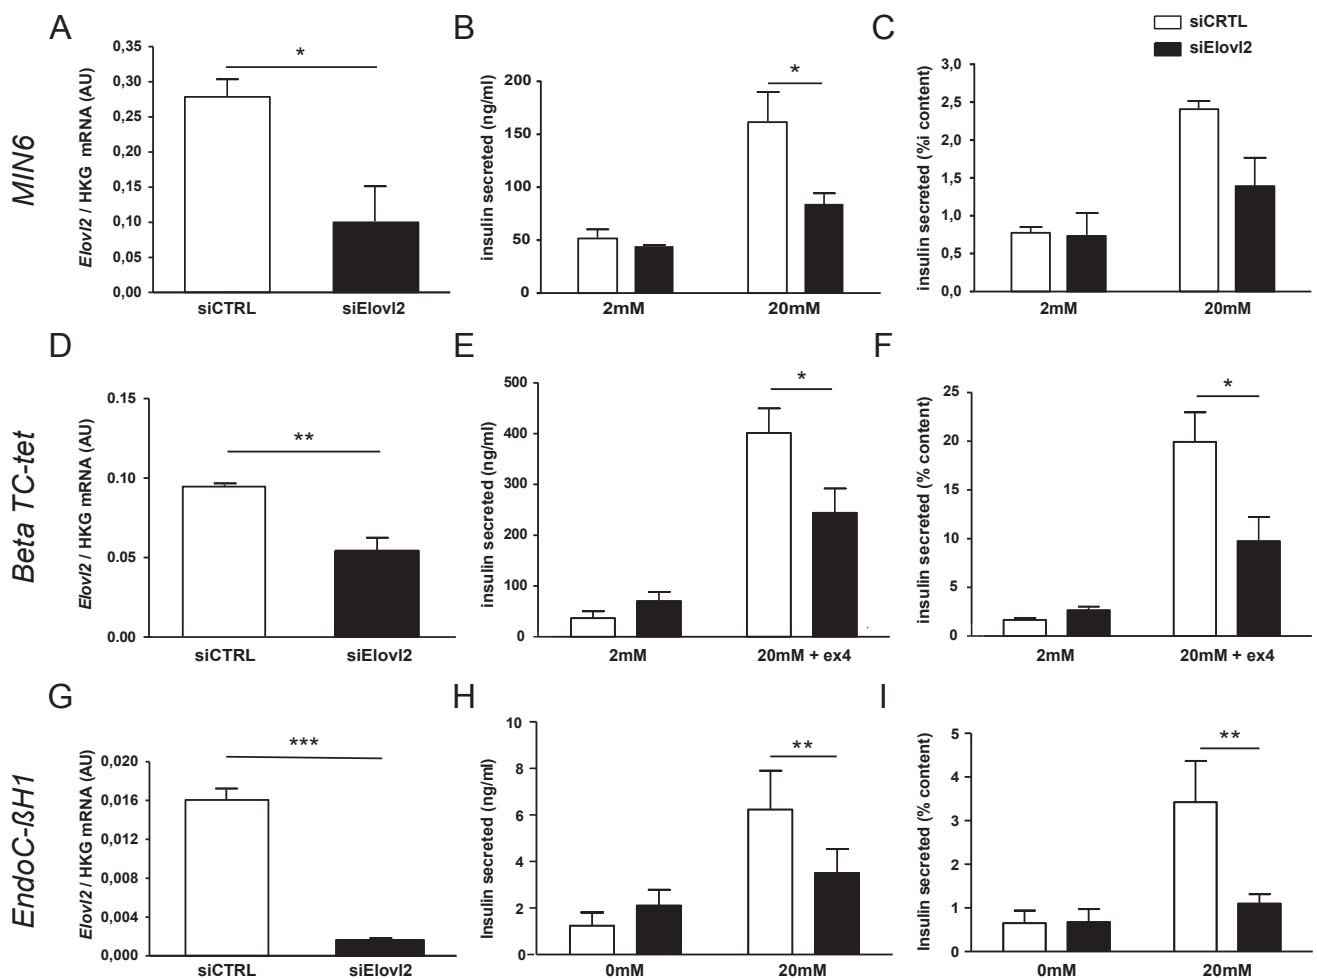 A
B
C
siCRTL
siElovl2
MIN6
Elovl2 / HKG mRNA (AU)
0,35
0,30
0,25
0,20
0,15
0,10
0,05
0,00
*
siCTRL
siElovl2
insulin secreted (ng/ml)
200
150
100
50
0
*
2mM
20mM
insulin secreted (%i content)
3,0
2,5
2,0
1,5
1,0
0,5
0,0
2mM
20mM
D
E
F
Beta TC-tet
Elovl2 / HKG mRNA (AU)
0.15
0.10
0.05
0.00
**
siCTRL
siElovl2
insulin secreted (ng/ml)
500
400
300
200
100
0
*
2mM
20mM + ex4
insulin secreted (% content)
25
20
15
10
5
0
*
2mM
20mM + ex4
G
H
I
EndoC-ßH1
Elovl2 / HKG mRNA (AU)
0,020
0,016
0,012
0,008
0,004
0,000
***
siCTRL
siElovl2
Insulin secreted (ng/ml)
10
8
6
4
2
0
**
0mM
20mM
Insulin secreted (% content)
5
4
3
2
1
0
**
0mM
20mM